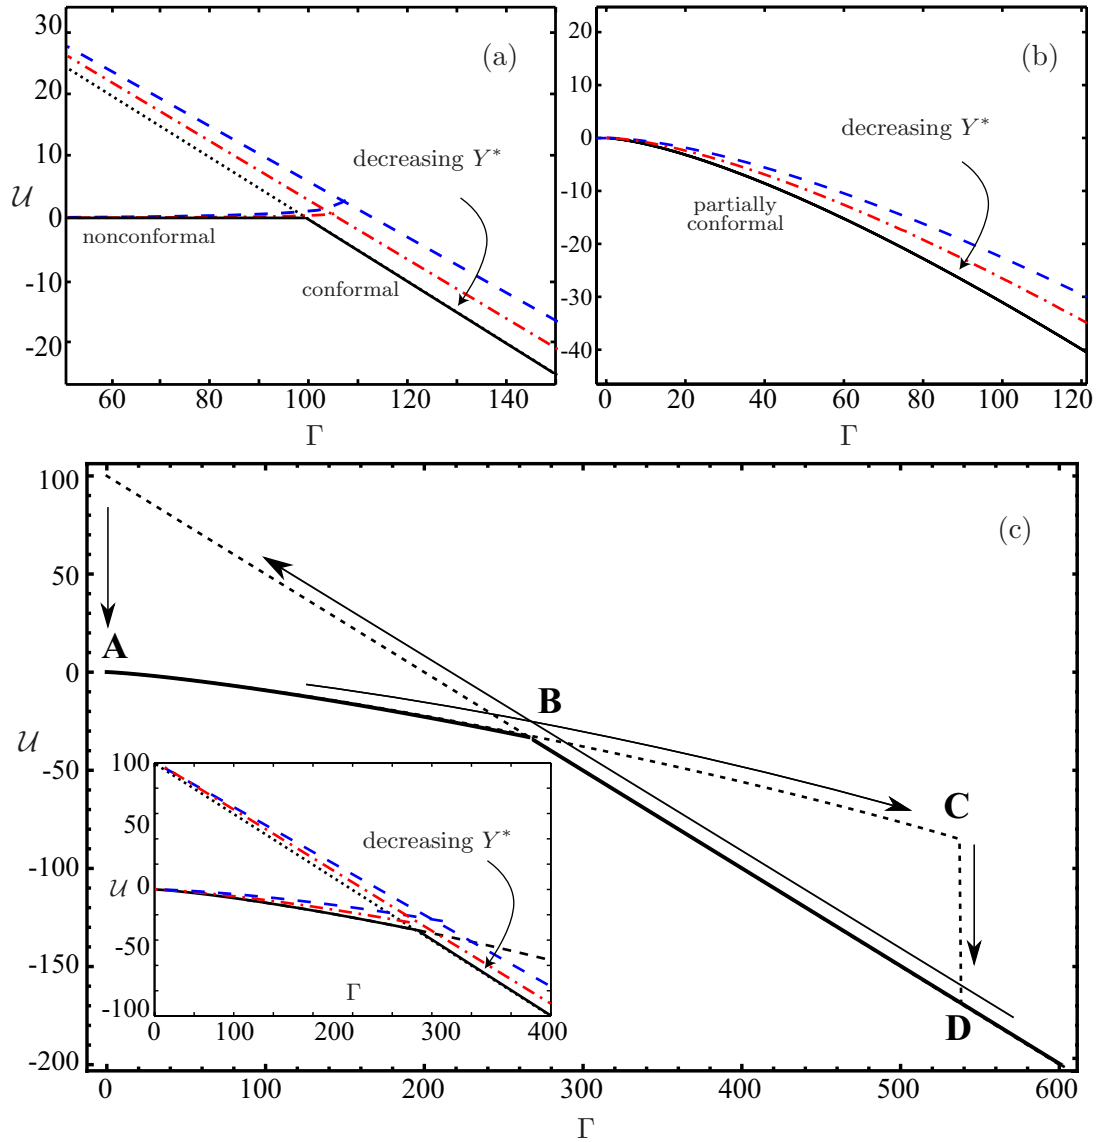 𝒰
30
20
10
0
-10
-20
(a)
decreasing Y*
nonconformal
conformal
60
80
100
120
140
Γ
20
10
0
-10
-20
-30
-40
(b)
decreasing Y*
partially
conformal
0
20
40
60
80
100
120
Γ
100
50
0
-50
-100
-150
-200
𝒰
(c)
A
B
C
D
100
50
0
-50
-100
𝒰
decreasing Y*
Γ
0
100
200
300
400
0
100
200
300
400
500
600
Γ